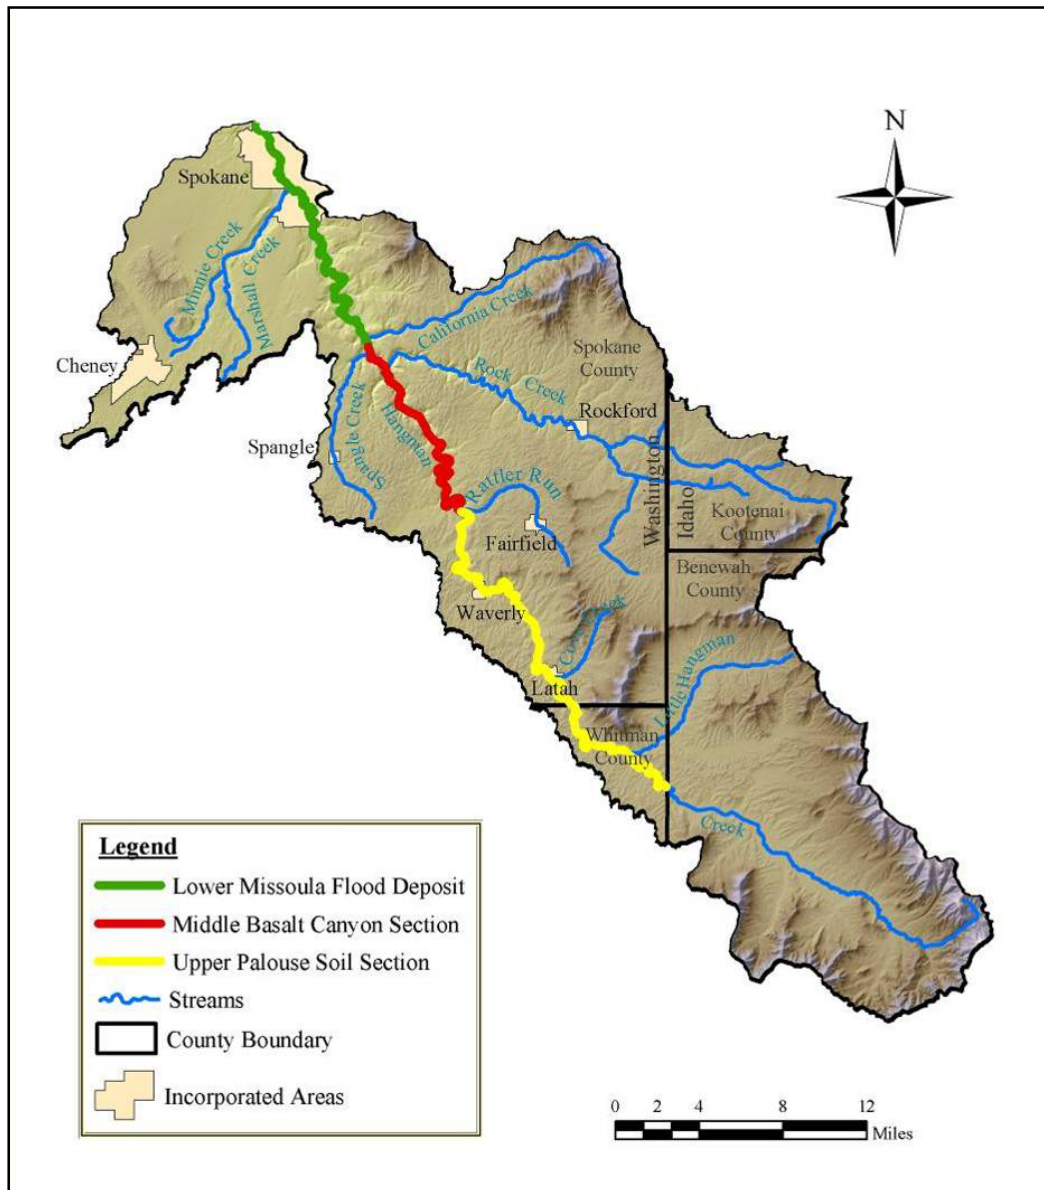 N
Spokane
Minnie Creek
Marshall Creek
Cheney
California Creek
Spokane
County
Rock Creek
Rockford
Hangman
Spangle Creek
Spangle
Washington
Idaho
Kootenai
County
Rattler Run
Fairfield
Benewah
County
Waverly
Cove Creek
Little Hangman
Latah
Whitman
County
Creek
Legend
Lower Missoula Flood Deposit
Middle Basalt Canyon Section
Upper Palouse Soil Section
Streams
County Boundary
Incorporated Areas
0 2 4 8 12
Miles